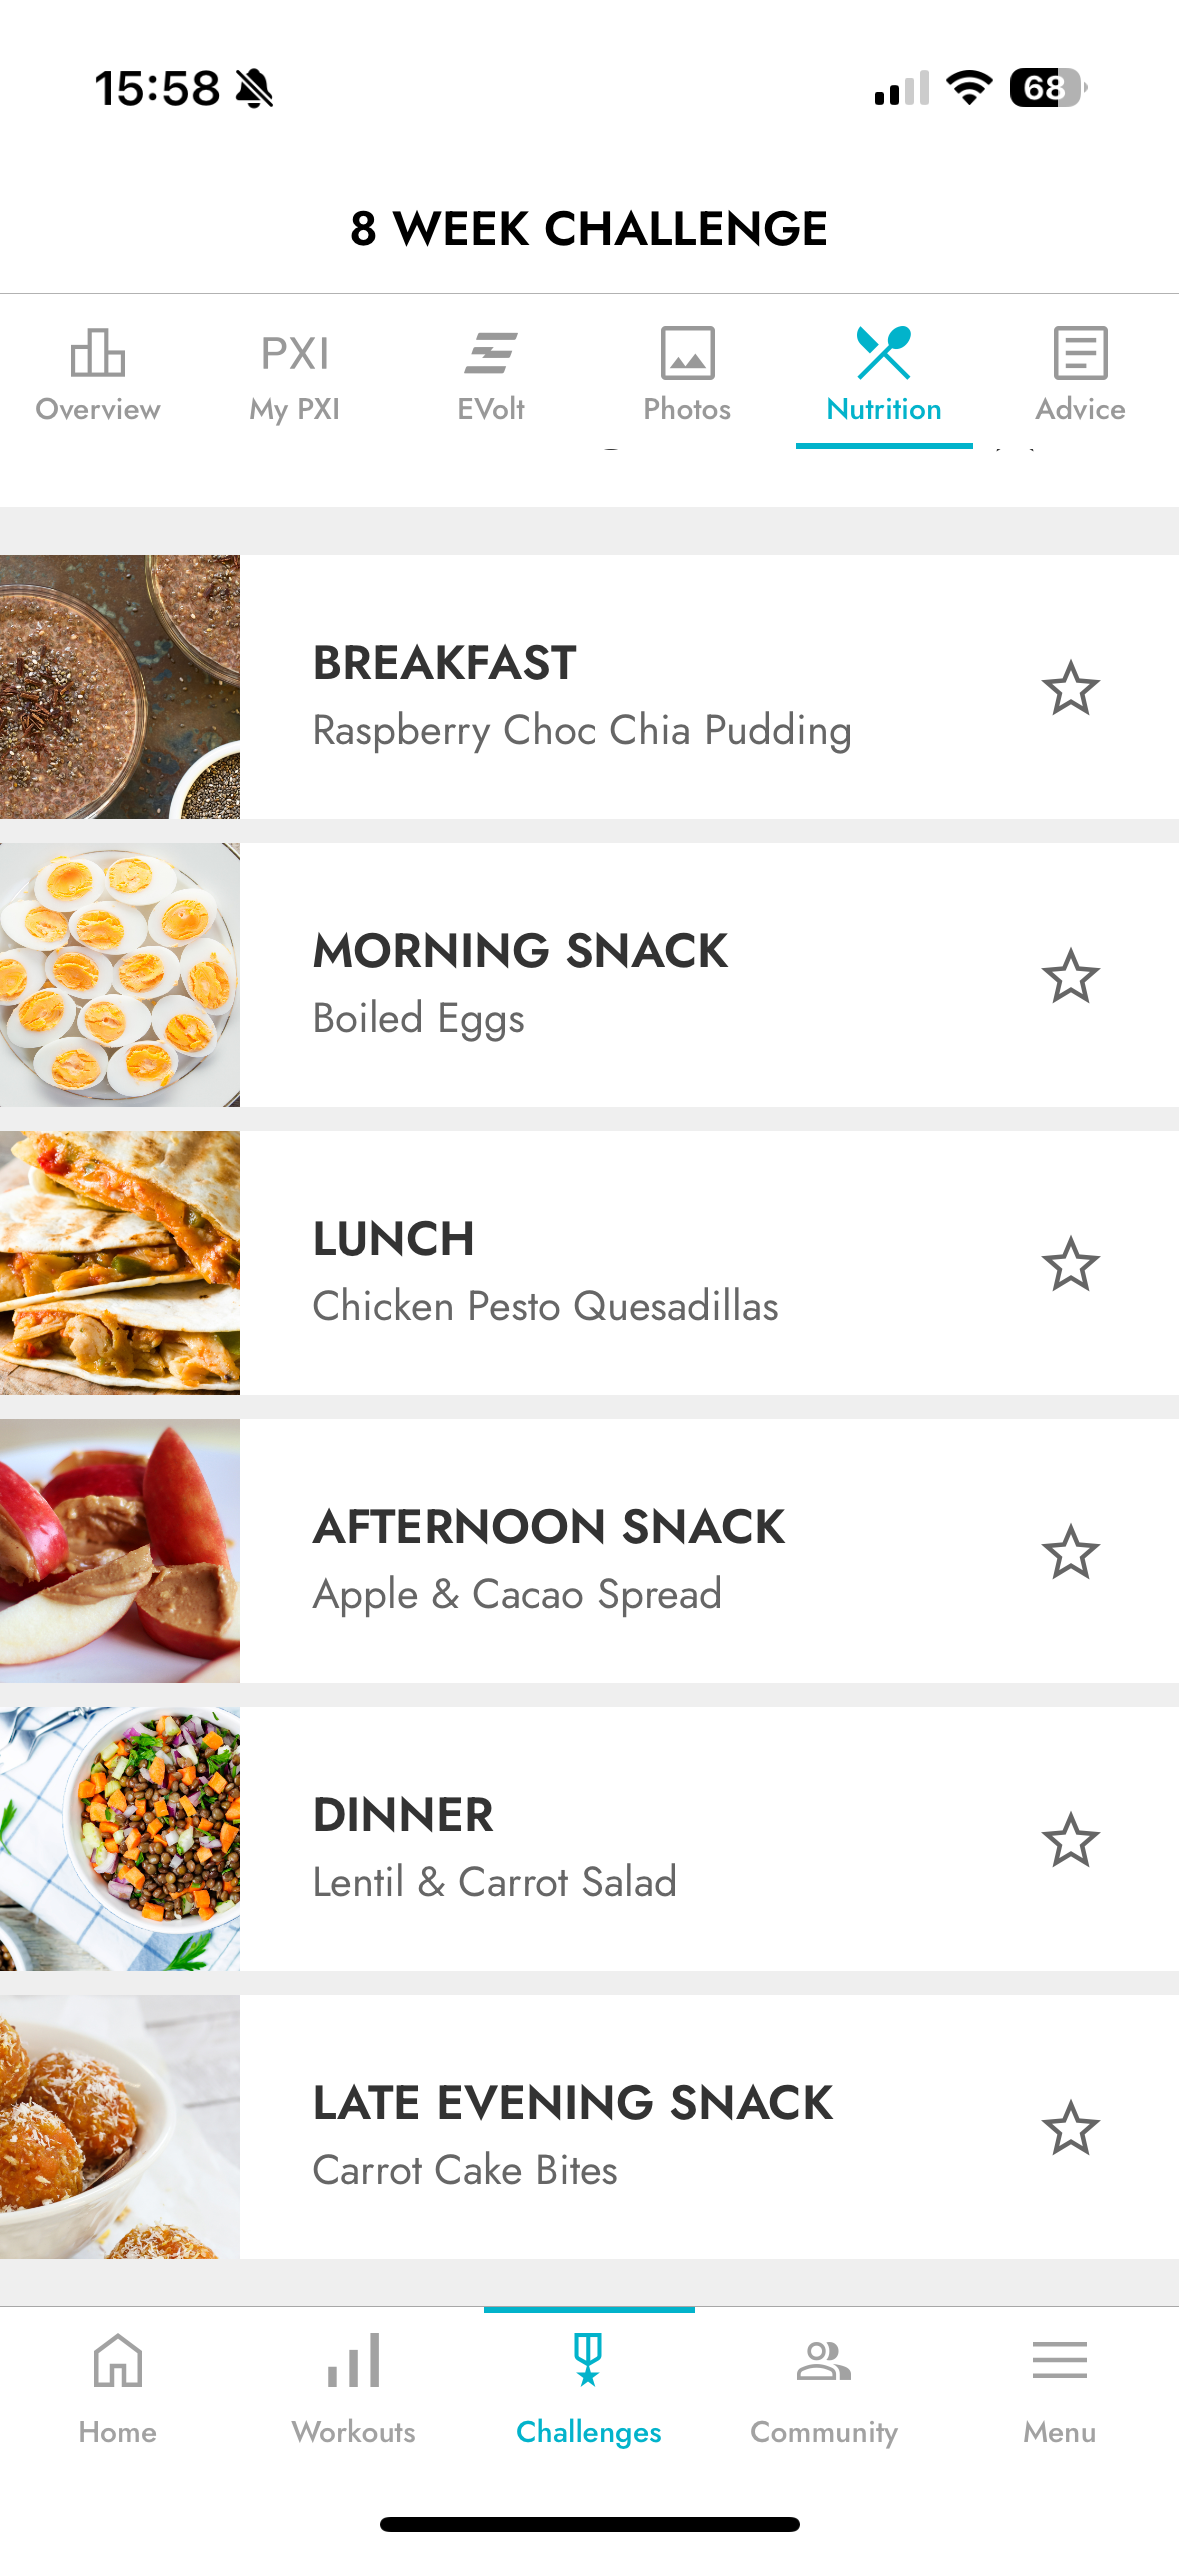 15:58
68
8 WEEK CHALLENGE
PXI
Overview
My PXI
EVolt
Photos
Nutrition
Advice
BREAKFAST
Raspberry Choc Chia Pudding
MORNING SNACK
Boiled Eggs
LUNCH
Chicken Pesto Quesadillas
AFTERNOON SNACK
Apple & Cacao Spread
DINNER
Lentil & Carrot Salad
LATE EVENING SNACK
Carrot Cake Bites
Home
Workouts
Challenges
Community
Menu